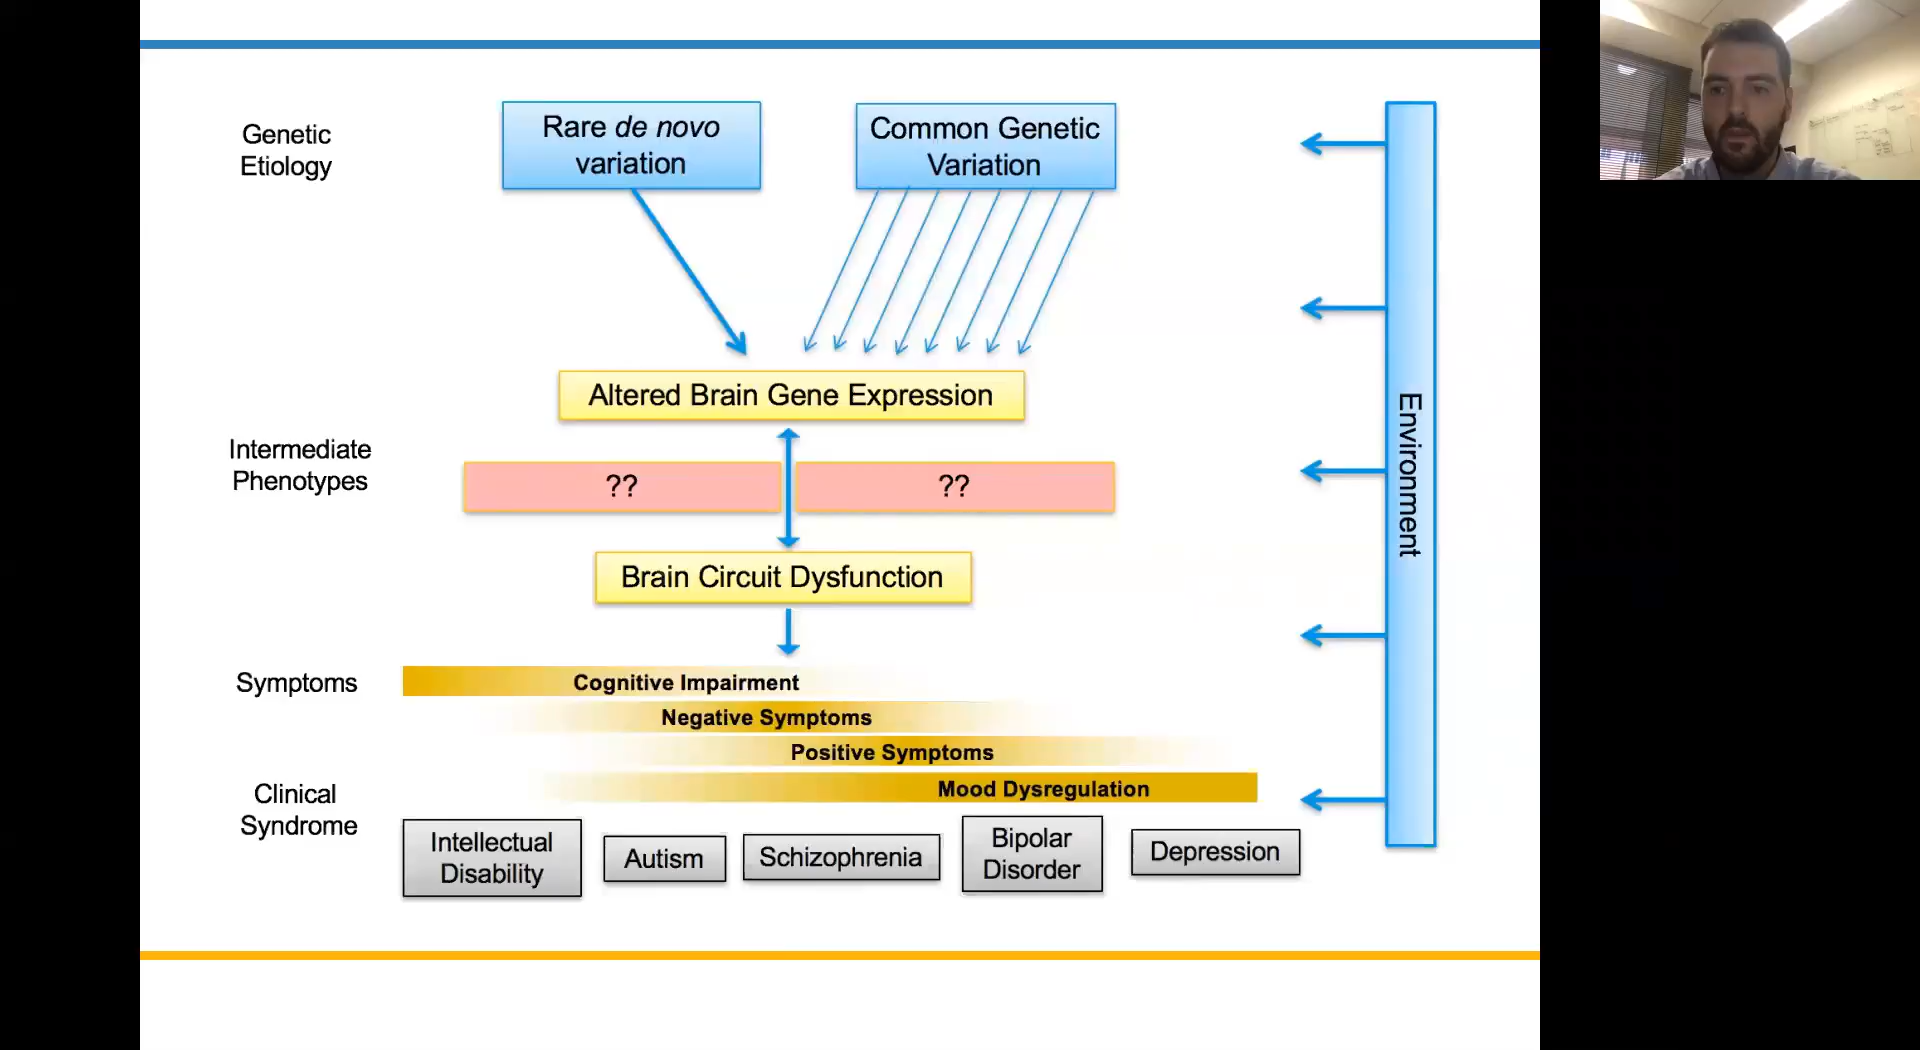 Genetic
Etiology
Rare de novo
variation
Common Genetic
Variation
Altered Brain Gene Expression
Intermediate
Phenotypes
??
??
Environment
Brain Circuit Dysfunction
Symptoms
Cognitive Impairment
Negative Symptoms
Positive Symptoms
Mood Dysregulation
Clinical
Syndrome
Intellectual
Disability
Autism
Schizophrenia
Bipolar
Disorder
Depression